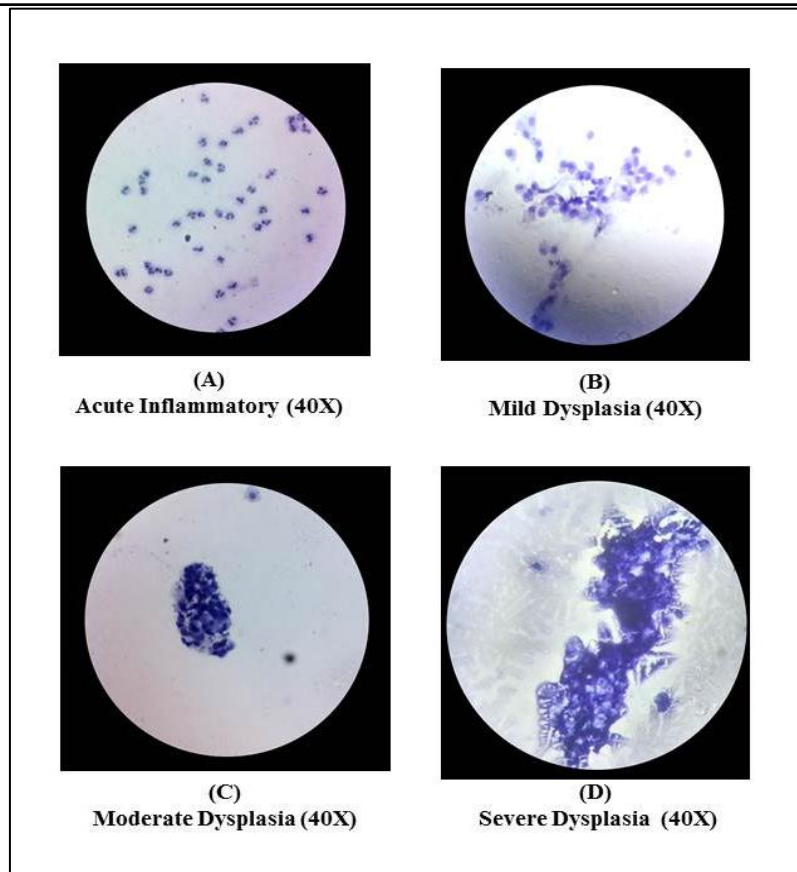 (A)
Acute Inflammatory (40X)
(B)
Mild Dysplasia (40X)
(C)
Moderate Dysplasia (40X)
(D)
Severe Dysplasia (40X)